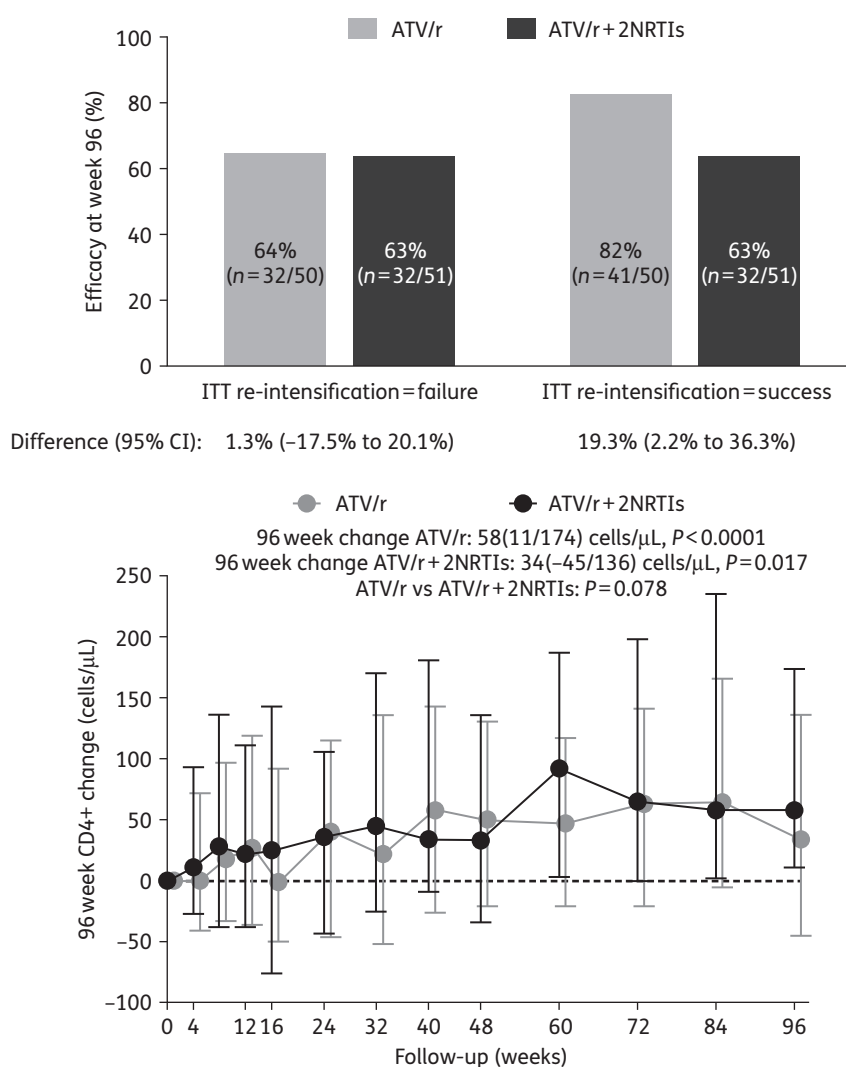 ATV/r ATV/r+2NRTIs
Efficacy at week 96 (%)
100
80
60
40
20
0
64%
(n=32/50)
63%
(n=32/51)
82%
(n=41/50)
63%
(n=32/51)
ITT re-intensification=failure ITT re-intensification=success
Difference (95% CI): 1.3% (–17.5% to 20.1%) 19.3% (2.2% to 36.3%)
ATV/r ATV/r+2NRTIs
96 week change ATV/r: 58(11/174) cells/μL, P<0.0001
96 week change ATV/r+2NRTIs: 34(–45/136) cells/μL, P=0.017
ATV/r vs ATV/r+2NRTIs: P=0.078
96 week CD4+ change (cells/μL)
250
200
150
100
50
0
–50
–100
0 4 12 16 24 32 40 48 60 72 84 96
Follow-up (weeks)